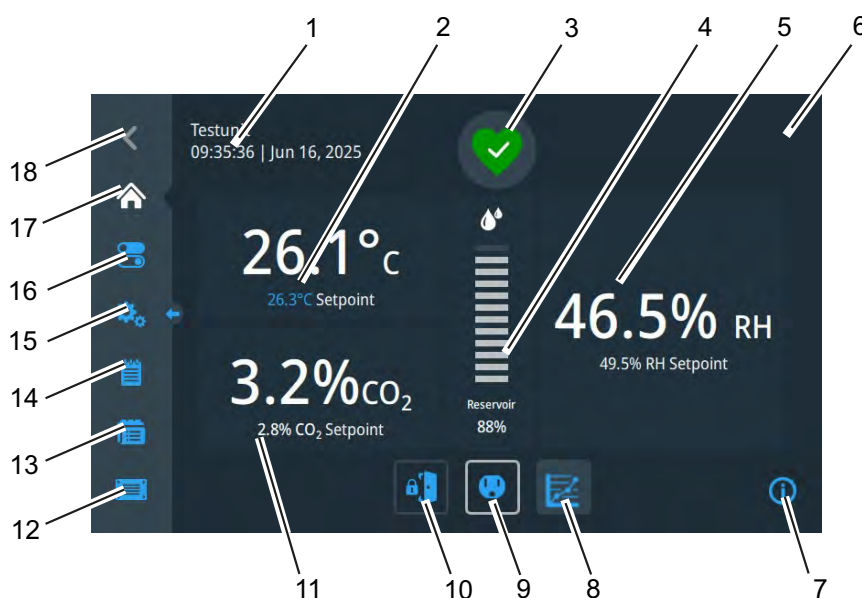 1 2 3 4 5 6
Testunit
09:35:36 | Jun 16, 2025
18
17
26.1°C
26.3°C Setpoint
16
46.5% RH
49.5% RH Setpoint
15
3.2%CO₂
2.8% CO₂ Setpoint
14
Reservoir
88%
13
12
11 10 9 8 7